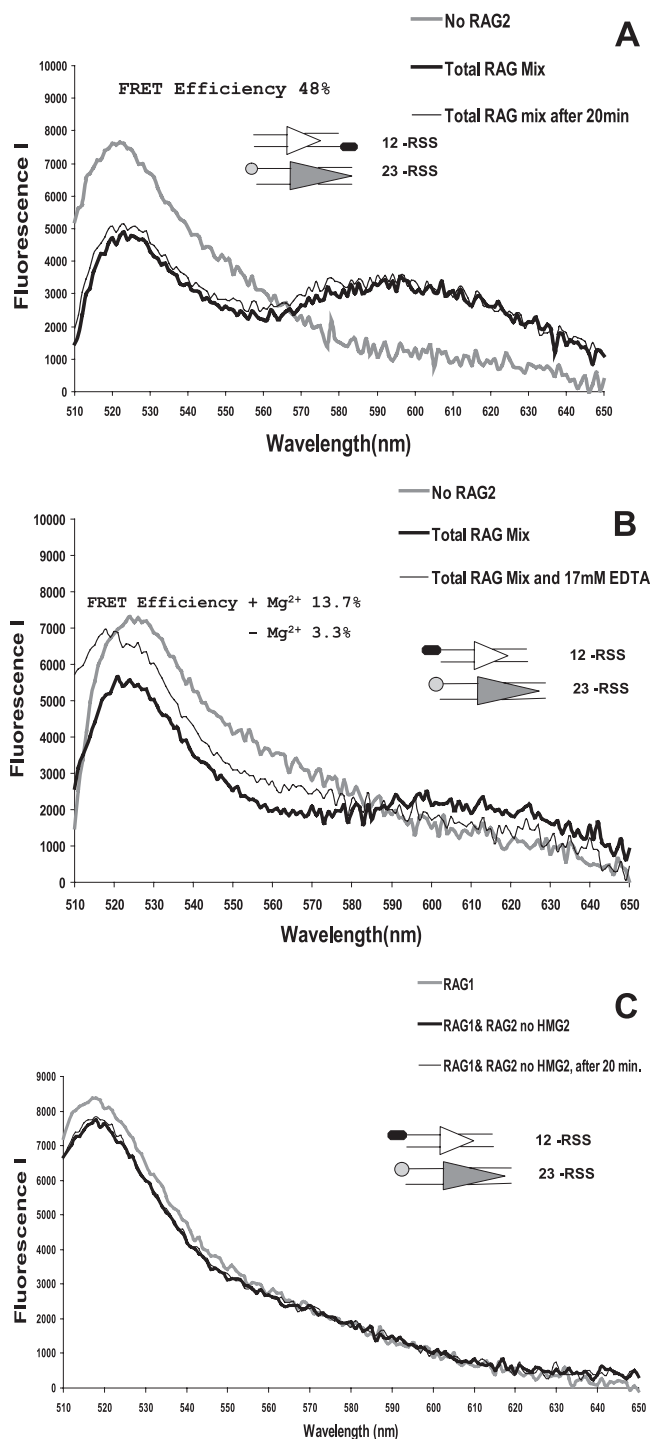 A
No RAG2
Total RAG Mix
Total RAG mix after 20min
FRET Efficiency 48%
12 -RSS
23 -RSS
Fluorescence I
10000
9000
8000
7000
6000
5000
4000
3000
2000
1000
0
510 520 530 540 550 560 570 580 590 600 610 620 630 640 650
Wavelength(nm)
B
No RAG2
Total RAG Mix
Total RAG Mix and 17mM EDTA
FRET Efficiency + Mg2+ 13.7%
- Mg2+ 3.3%
12 -RSS
23 -RSS
Fluorescence I
10000
9000
8000
7000
6000
5000
4000
3000
2000
1000
0
510 520 530 540 550 560 570 580 590 600 610 620 630 640 650
Wavelength(nm)
C
RAG1
RAG1& RAG2 no HMG2
RAG1& RAG2 no HMG2, after 20 min.
12 -RSS
23 -RSS
Fluorescence I
9000
8000
7000
6000
5000
4000
3000
2000
1000
0
510 520 530 540 550 560 570 580 590 600 610 620 630 640 650
Wavelength (nm)